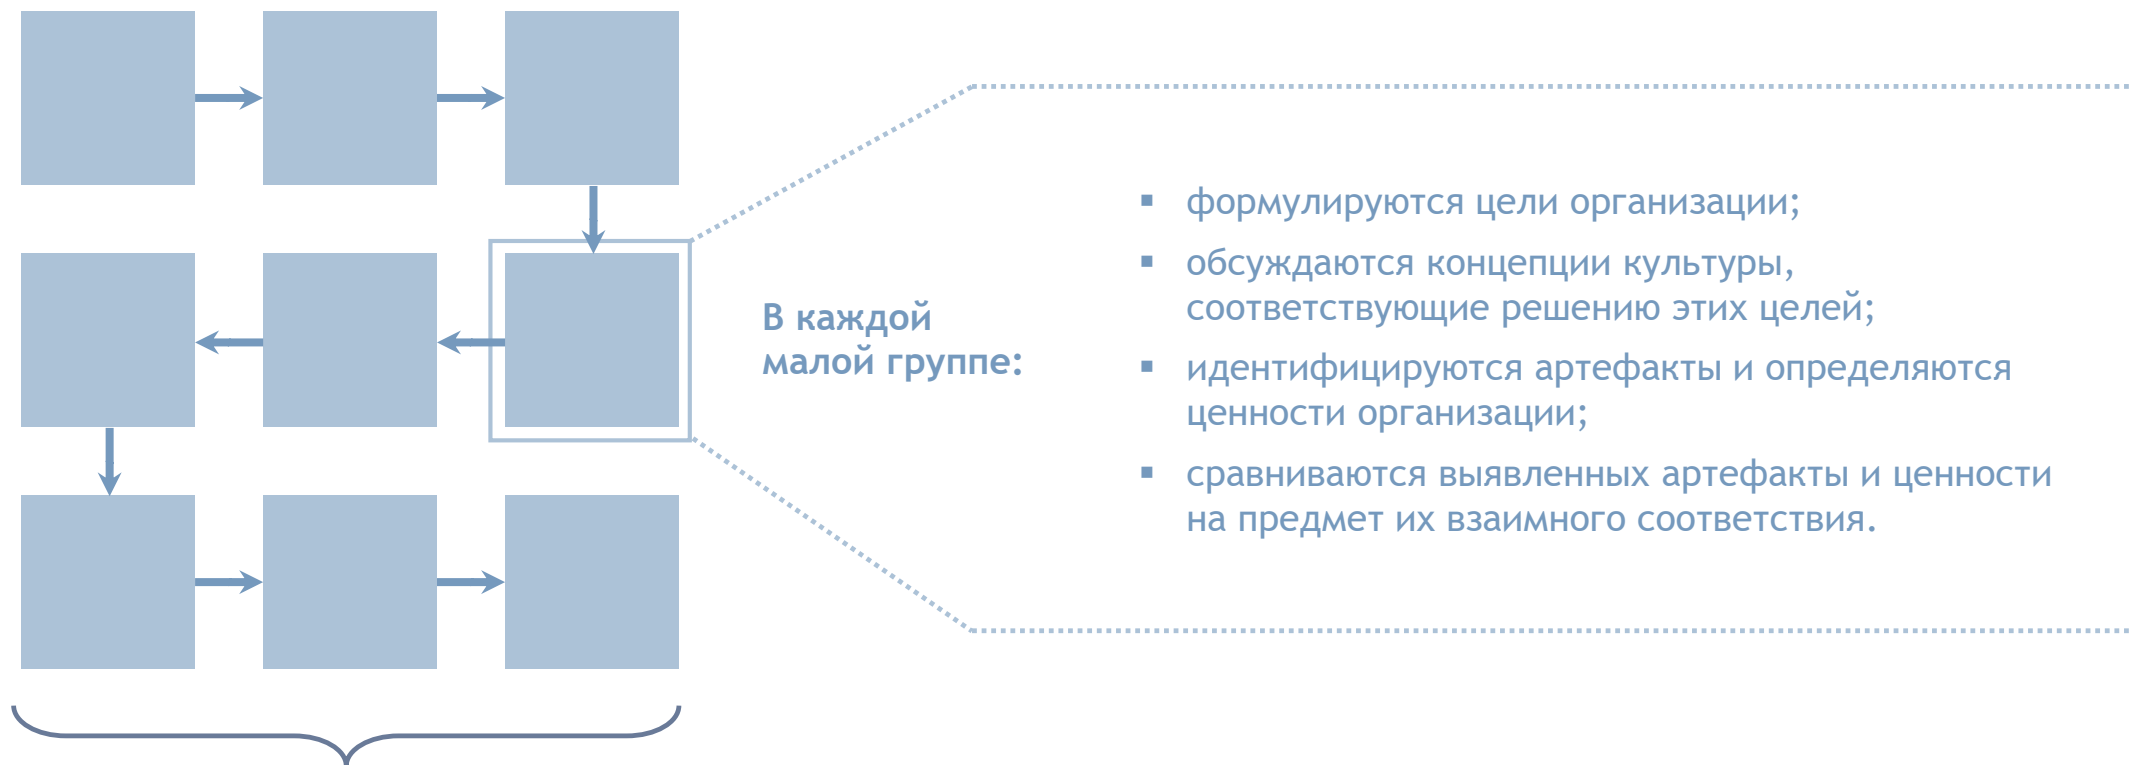 В каждой
малой группе:
▪ формулируются цели организации;
▪ обсуждаются концепции культуры,
соответствующие решению этих целей;
▪ идентифицируются артефакты и определяются
ценности организации;
▪ сравниваются выявленных артефакты и ценности
на предмет их взаимного соответствия.